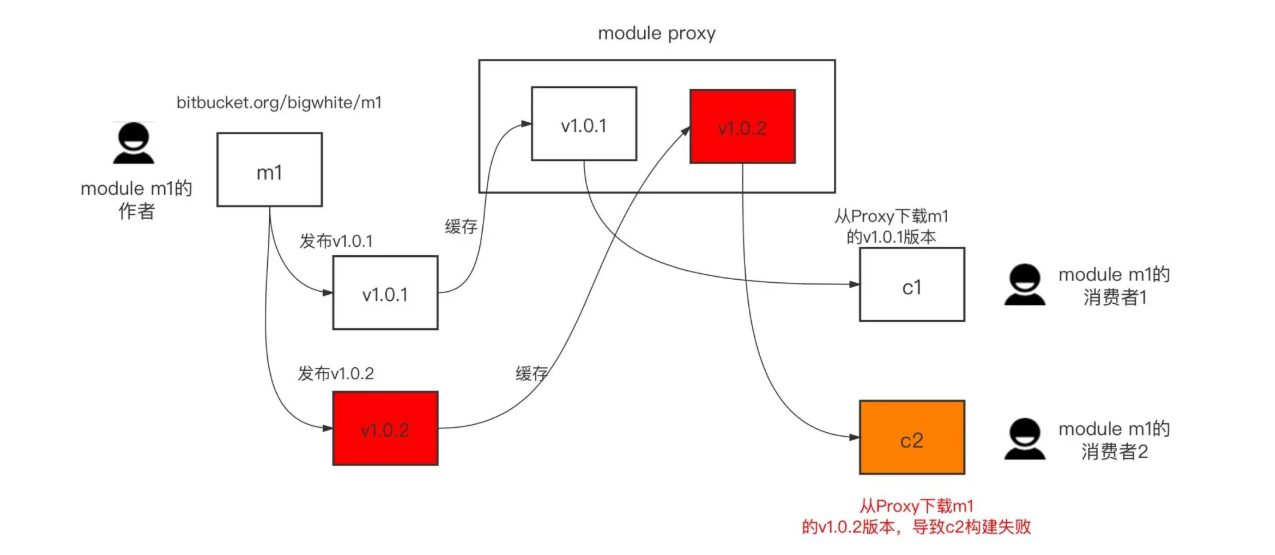 module proxy
bitbucket.org/bigwhite/m1
m1
module m1的
作者
v1.0.1
v1.0.2
发布v1.0.1
v1.0.1
缓存
发布v1.0.2
v1.0.2
缓存
从Proxy下载m1
的v1.0.1版本
c1
module m1的
消费者1
c2
module m1的
消费者2
从Proxy下载m1
的v1.0.2版本，导致c2构建失败